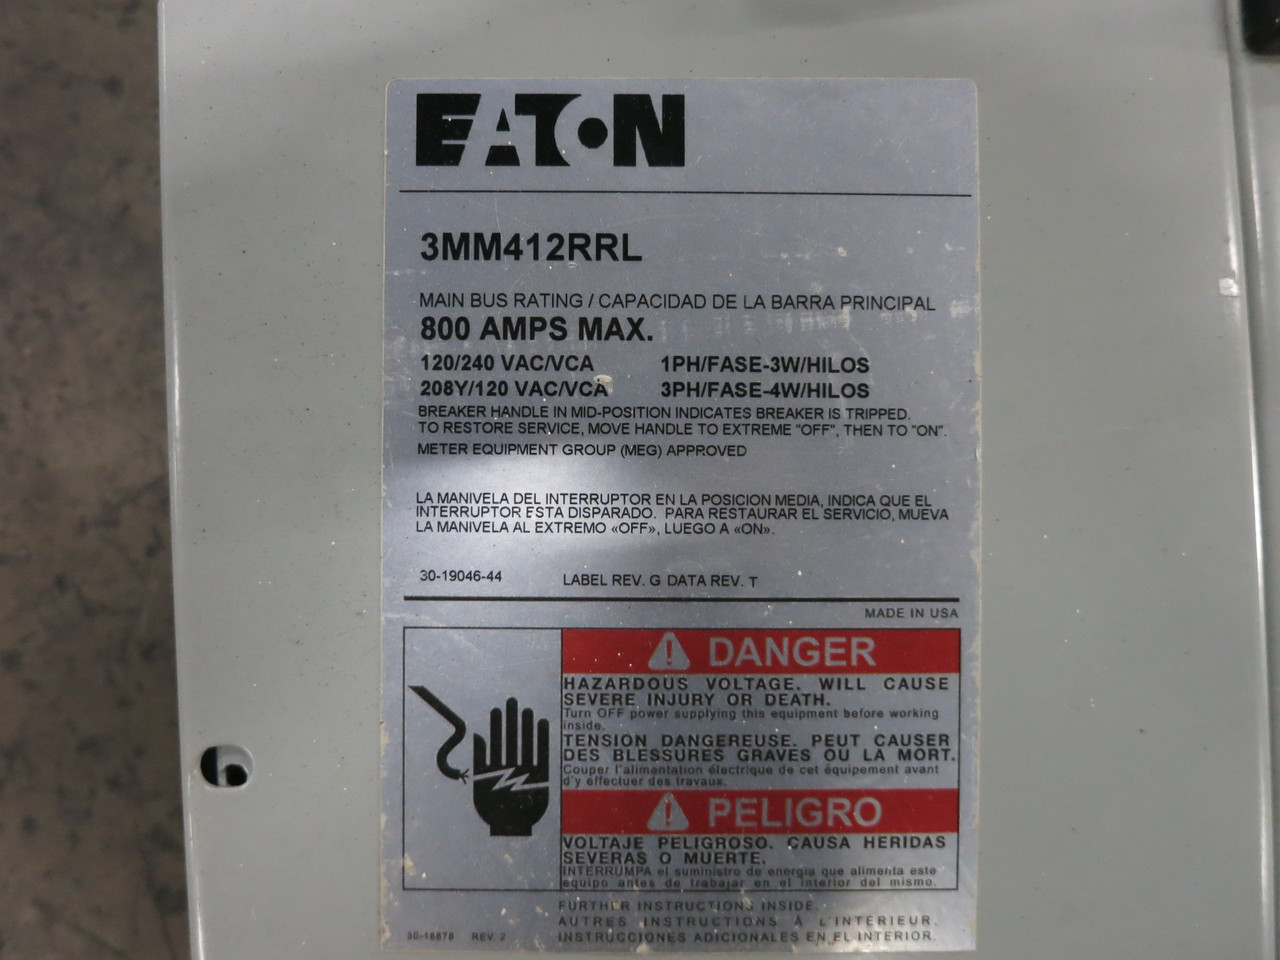 EATON
3MM412RRL
MAIN BUS RATING / CAPACIDAD DE LA BARRA PRINCIPAL
800 AMPS MAX.
120/240 VAC/VCA 1PH/FASE-3W/HILOS
208Y/120 VAC/VCA 3PH/FASE-4W/HILOS
BREAKER HANDLE IN MID-POSITION INDICATES BREAKER IS TRIPPED.
TO RESTORE SERVICE, MOVE HANDLE TO EXTREME "OFF", THEN TO "ON".
METER EQUIPMENT GROUP (MEG) APPROVED
LA MANIVELA DEL INTERRUPTOR EN LA POSICION MEDIA, INDICA QUE EL
INTERRUPTOR ESTA DISPARADO. PARA RESTAURAR EL SERVICIO, MUEVA
LA MANIVELA AL EXTREMO «OFF», LUEGO A «ON».
30-19046-44 LABEL REV. G DATA REV. T
MADE IN USA
DANGER
HAZARDOUS VOLTAGE. WILL CAUSE
SEVERE INJURY OR DEATH.
Turn OFF power supplying this equipment before working
inside.
TENSION DANGEREUSE. PEUT CAUSER
DES BLESSURES GRAVES OU LA MORT.
Couper l'alimentation électrique de cet équipement avant
d'y effectuer des travaux.
PELIGRO
VOLTAJE PELIGROSO. CAUSA HERIDAS
SEVERAS O MUERTE.
INTERRUMPA el suministro de energía que alimenta este
equipo antes de trabajar en el interior del mismo.
FURTHER INSTRUCTIONS INSIDE.
AUTRES INSTRUCTIONS À L'INTÉRIEUR.
30-16878 REV. 2 INSTRUCCIONES ADICIONALES EN EL INTERIOR.